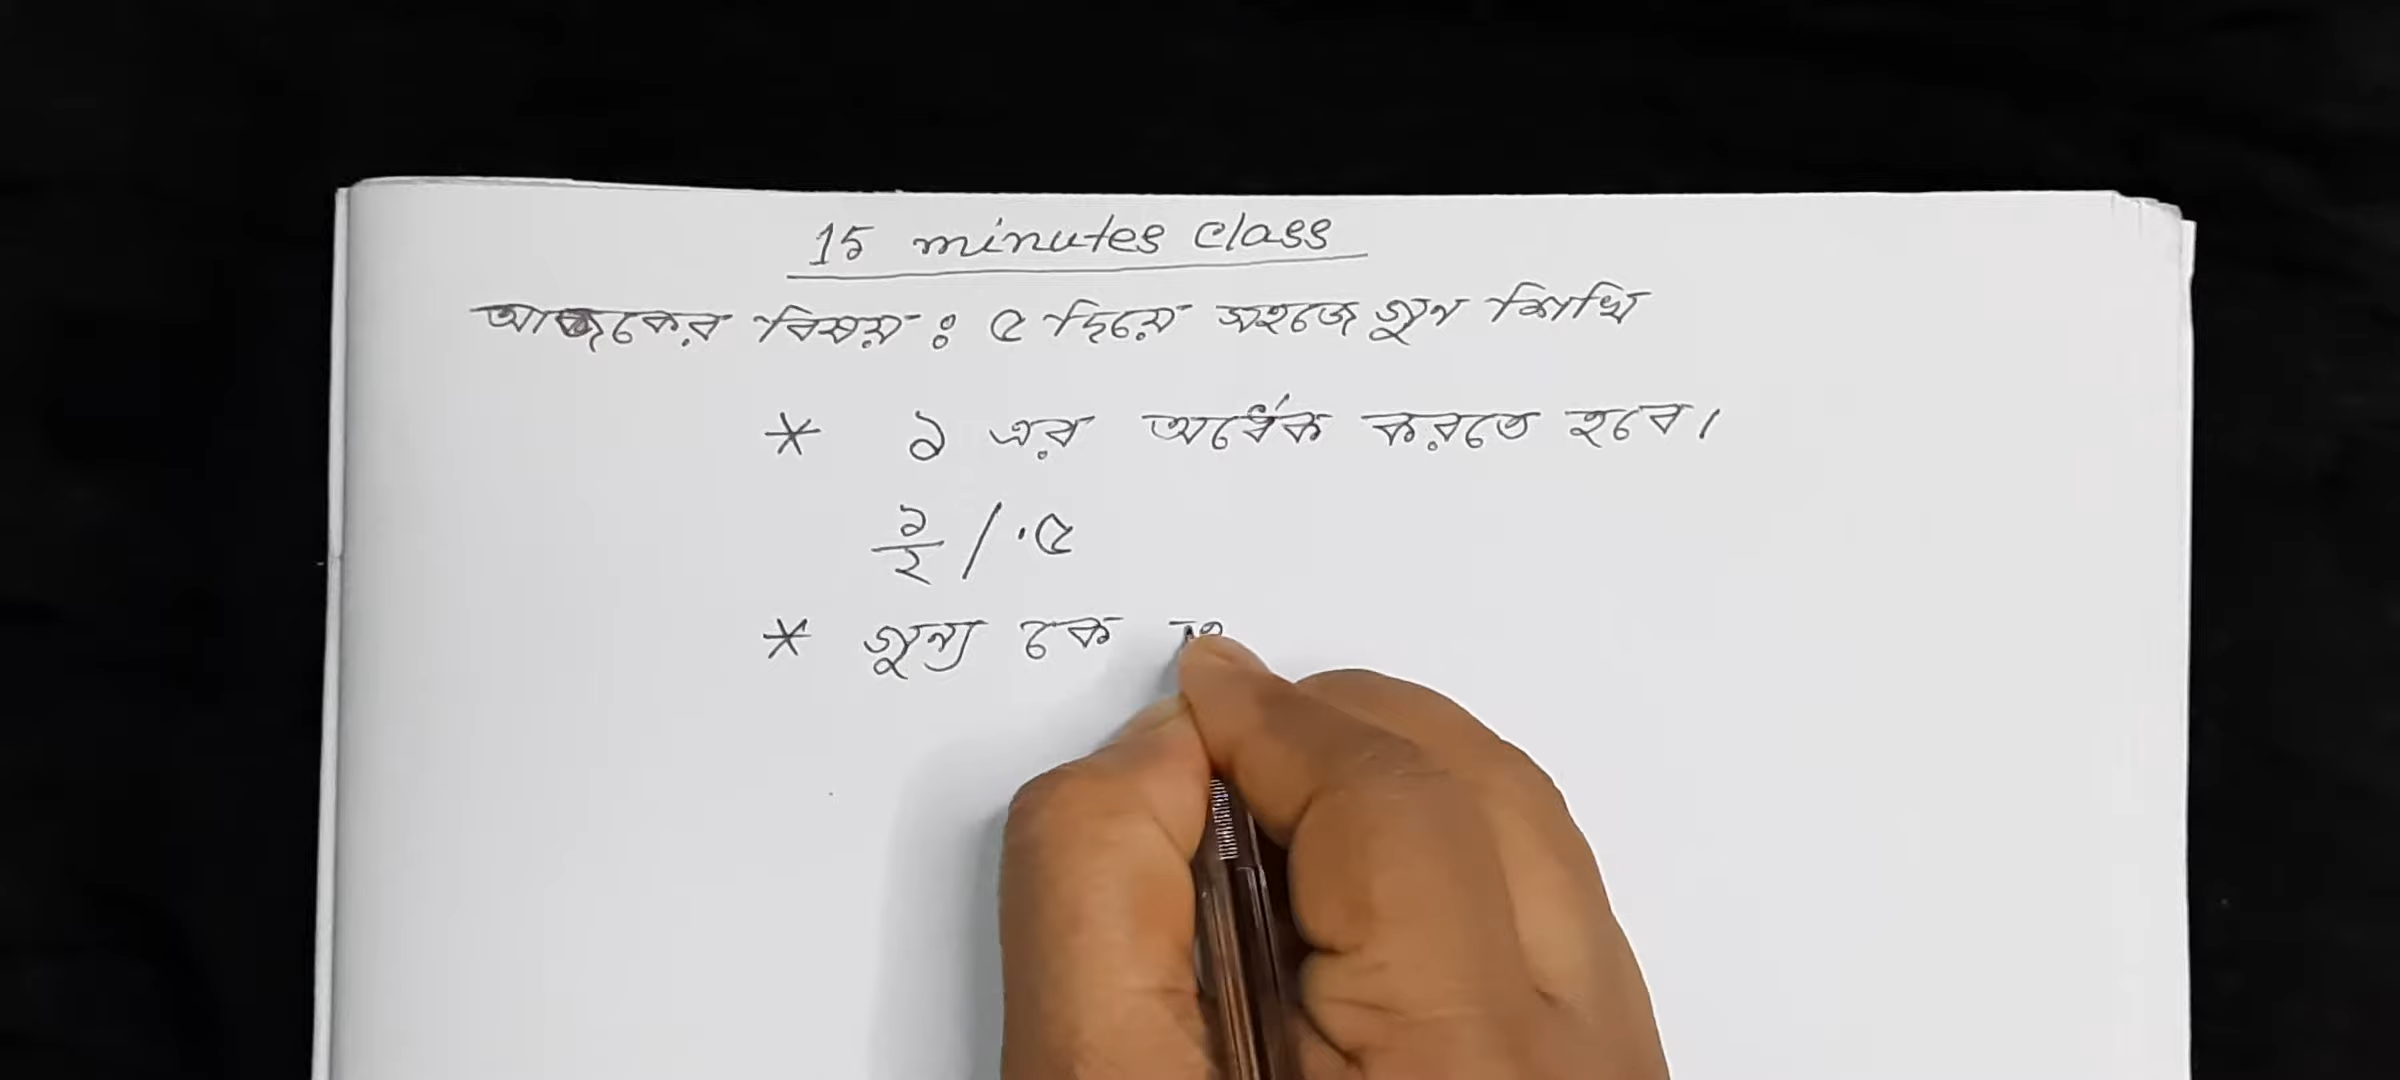 15 minutes class
আজকের বিষয় : ৫ দিয়ে সহজে গুন শিখি
* ১ এর অর্ধেক করতে হবে।
১/২ / .৫
* শূন্য কে